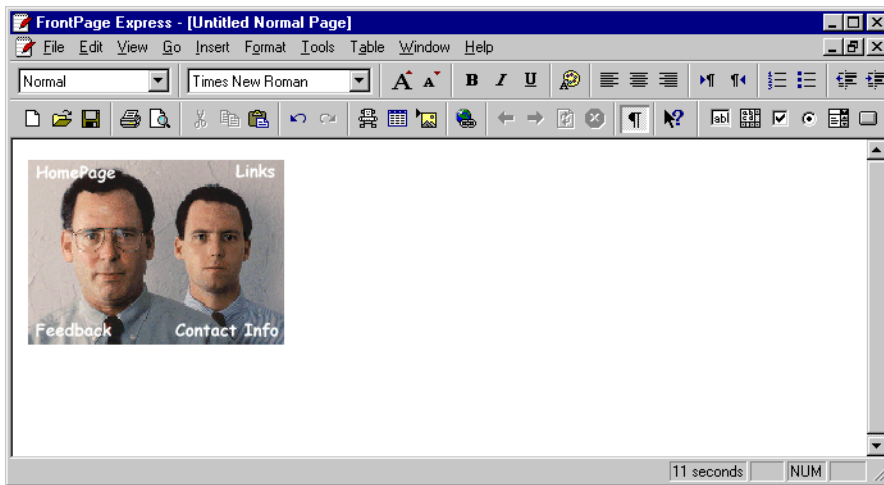 FrontPage Express - [Untitled Normal Page]
File Edit View Go Insert Format Tools Table Window Help
Normal Times New Roman A A B I U
abl
HomePage Links
Feedback Contact Info
11 seconds NUM